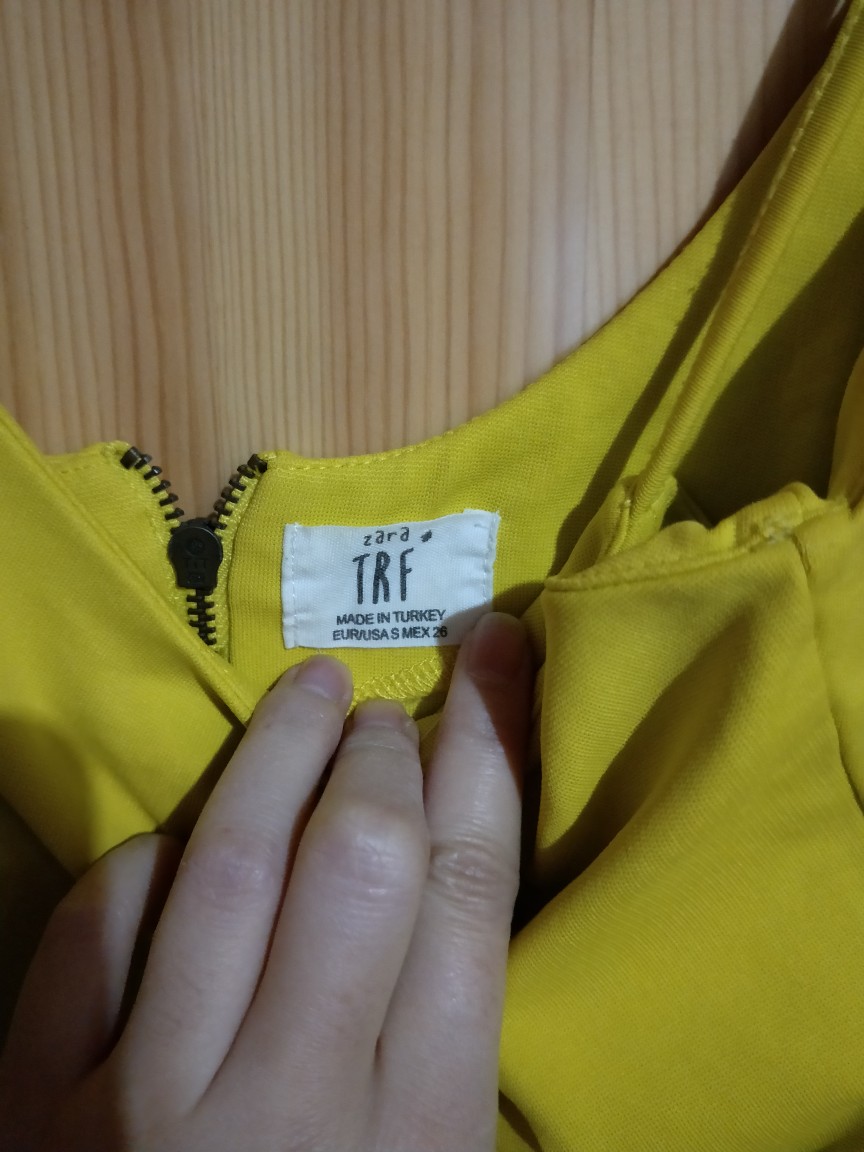 zara
TRF
MADE IN TURKEY
EUR/USA S MEX 26